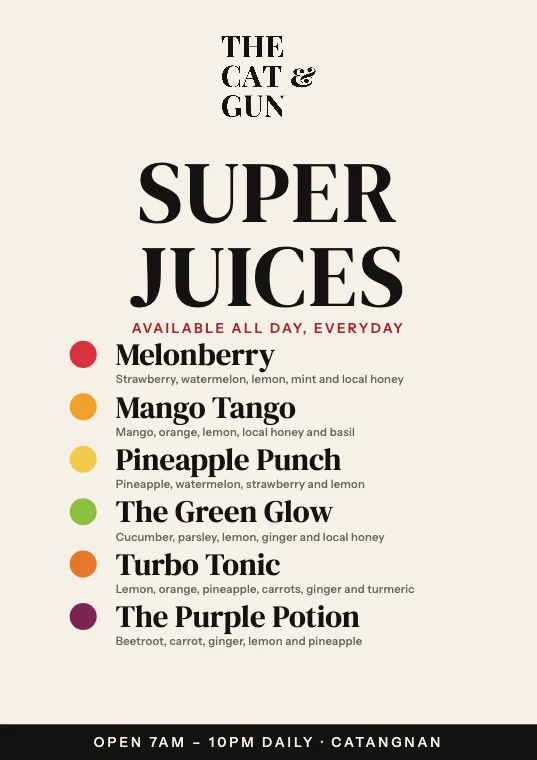 THE
CAT &
GUN
SUPER
JUICES
AVAILABLE ALL DAY, EVERYDAY
Melonberry
Strawberry, watermelon, lemon, mint and local honey
Mango Tango
Mango, orange, lemon, local honey and basil
Pineapple Punch
Pineapple, watermelon, strawberry and lemon
The Green Glow
Cucumber, parsley, lemon, ginger and local honey
Turbo Tonic
Lemon, orange, pineapple, carrots, ginger and turmeric
The Purple Potion
Beetroot, carrot, ginger, lemon and pineapple
OPEN 7AM – 10PM DAILY · CATANGNAN